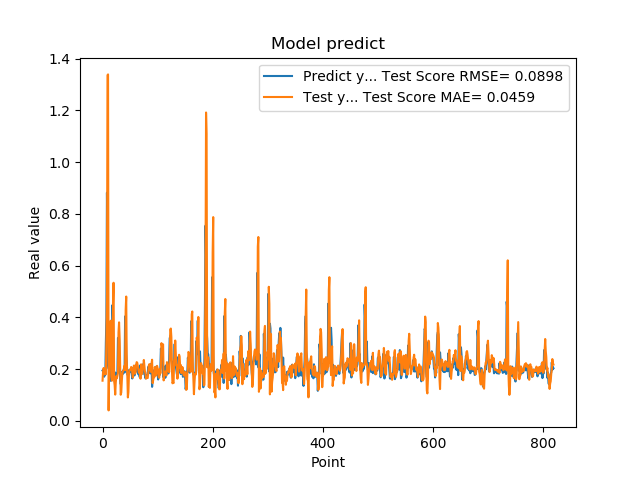 Model predict
Predict y... Test Score RMSE= 0.0898
Test y... Test Score MAE= 0.0459
Real value
1.4
1.2
1.0
0.8
0.6
0.4
0.2
0.0
0
200
400
600
800
Point